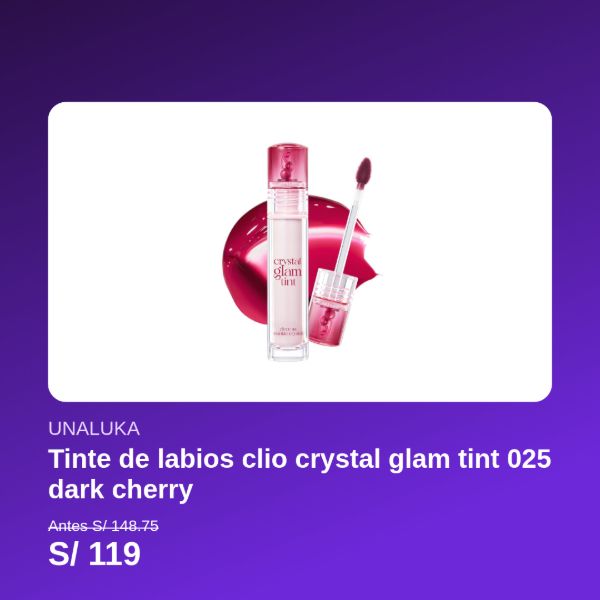 crystal
glam
tint
UNALUKA
Tinte de labios clio crystal glam tint 025
dark cherry
Antes S/ 148.75
S/ 119